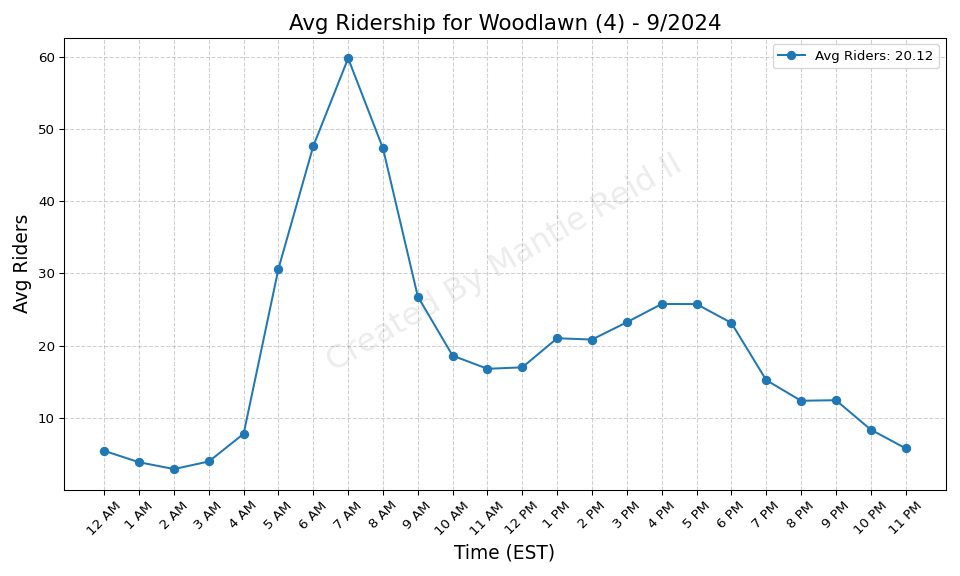 Avg Ridership for Woodlawn (4) - 9/2024
Avg Riders: 20.12
60
50
40
30
20
10
Avg Riders
Created By Mantie Reid II
12 AM
1 AM
2 AM
3 AM
4 AM
5 AM
6 AM
7 AM
8 AM
9 AM
10 AM
11 AM
12 PM
1 PM
2 PM
3 PM
4 PM
5 PM
6 PM
7 PM
8 PM
9 PM
10 PM
11 PM
Time (EST)